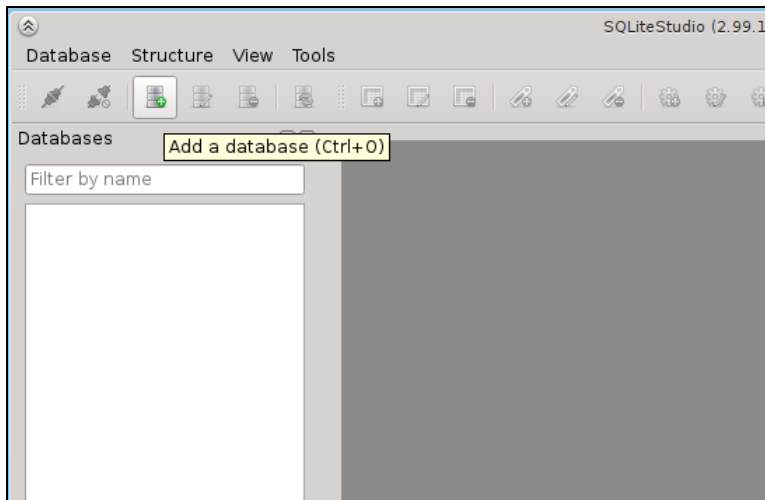 SQLiteStudio (2.99.1
Database Structure View Tools
Databases
Add a database (Ctrl+O)
Filter by name